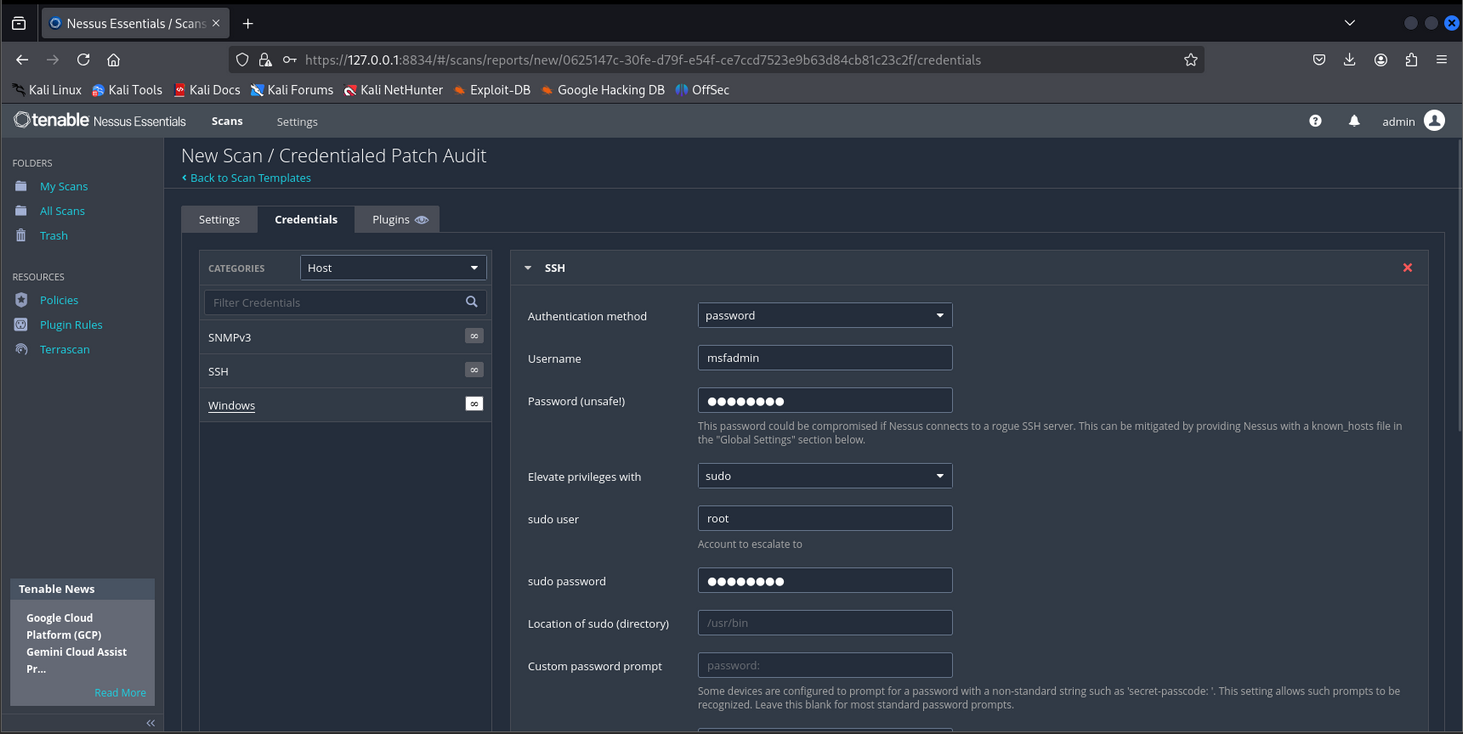 Nessus Essentials / Scans
https://127.0.0.1:8834/#/scans/reports/new/0625147c-30fe-d79f-e54f-ce7ccd7523e9b63d84cb81c23c2f/credentials
Kali Linux Kali Tools Kali Docs Kali Forums Kali NetHunter Exploit-DB Google Hacking DB OffSec
tenable Nessus Essentials Scans Settings admin
FOLDERS
My Scans
All Scans
Trash
RESOURCES
Policies
Plugin Rules
Terrascan
Tenable News
Google Cloud
Platform (GCP)
Gemini Cloud Assist
Pr...
Read More
New Scan / Credentialed Patch Audit
Back to Scan Templates
Settings Credentials Plugins
CATEGORIES Host
Filter Credentials
SNMPv3 ∞
SSH ∞
Windows ∞
SSH
Authentication method password
Username msfadmin
Password (unsafe!) ●●●●●●●●
This password could be compromised if Nessus connects to a rogue SSH server. This can be mitigated by providing Nessus with a known_hosts file in
the "Global Settings" section below.
Elevate privileges with sudo
sudo user root
Account to escalate to
sudo password ●●●●●●●●
Location of sudo (directory) /usr/bin
Custom password prompt password:
Some devices are configured to prompt for a password with a non-standard string such as 'secret-passcode: '. This setting allows such prompts to be
recognized. Leave this blank for most standard password prompts.